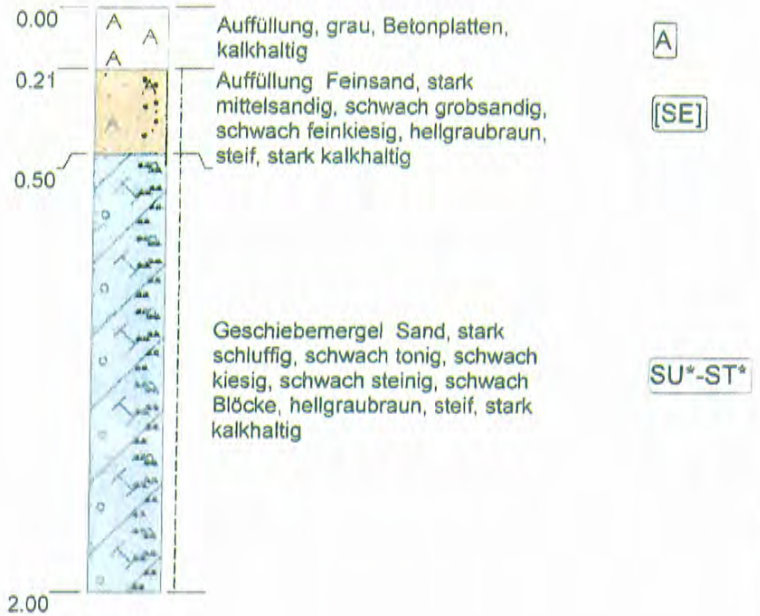 0.00
Auffüllung, grau, Betonplatten,
kalkhaltig
A
A
A
A
0.21
Auffüllung Feinsand, stark
mittelsandig, schwach grobsandig,
schwach feinkiesig, hellgraubraun,
steif, stark kalkhaltig
[SE]
A
A
0.50
Geschiebemergel Sand, stark
schluffig, schwach tonig, schwach
kiesig, schwach steinig, schwach
Blöcke, hellgraubraun, steif, stark
kalkhaltig
SU*-ST*
2.00